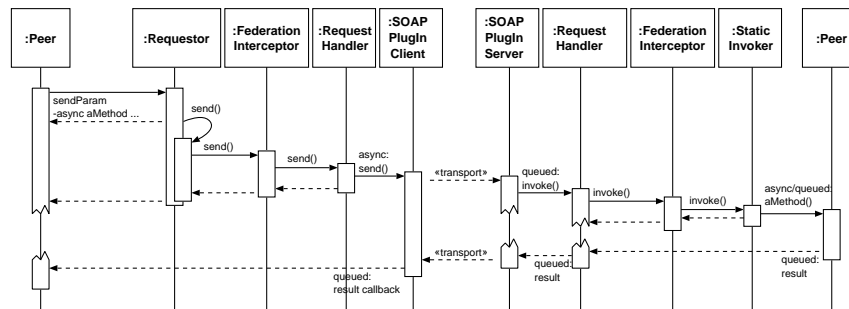 :Peer
:Requestor
:Federation
Interceptor
:Request
Handler
:SOAP
PlugIn
Client
:SOAP
PlugIn
Server
:Request
Handler
:Federation
Interceptor
:Static
Invoker
:Peer
sendParam
-async aMethod ...
send()
send()
send()
async:
send()
«transport»
queued:
invoke()
invoke()
invoke()
async/queued:
aMethod()
«transport»
queued:
result callback
queued:
result
queued:
result